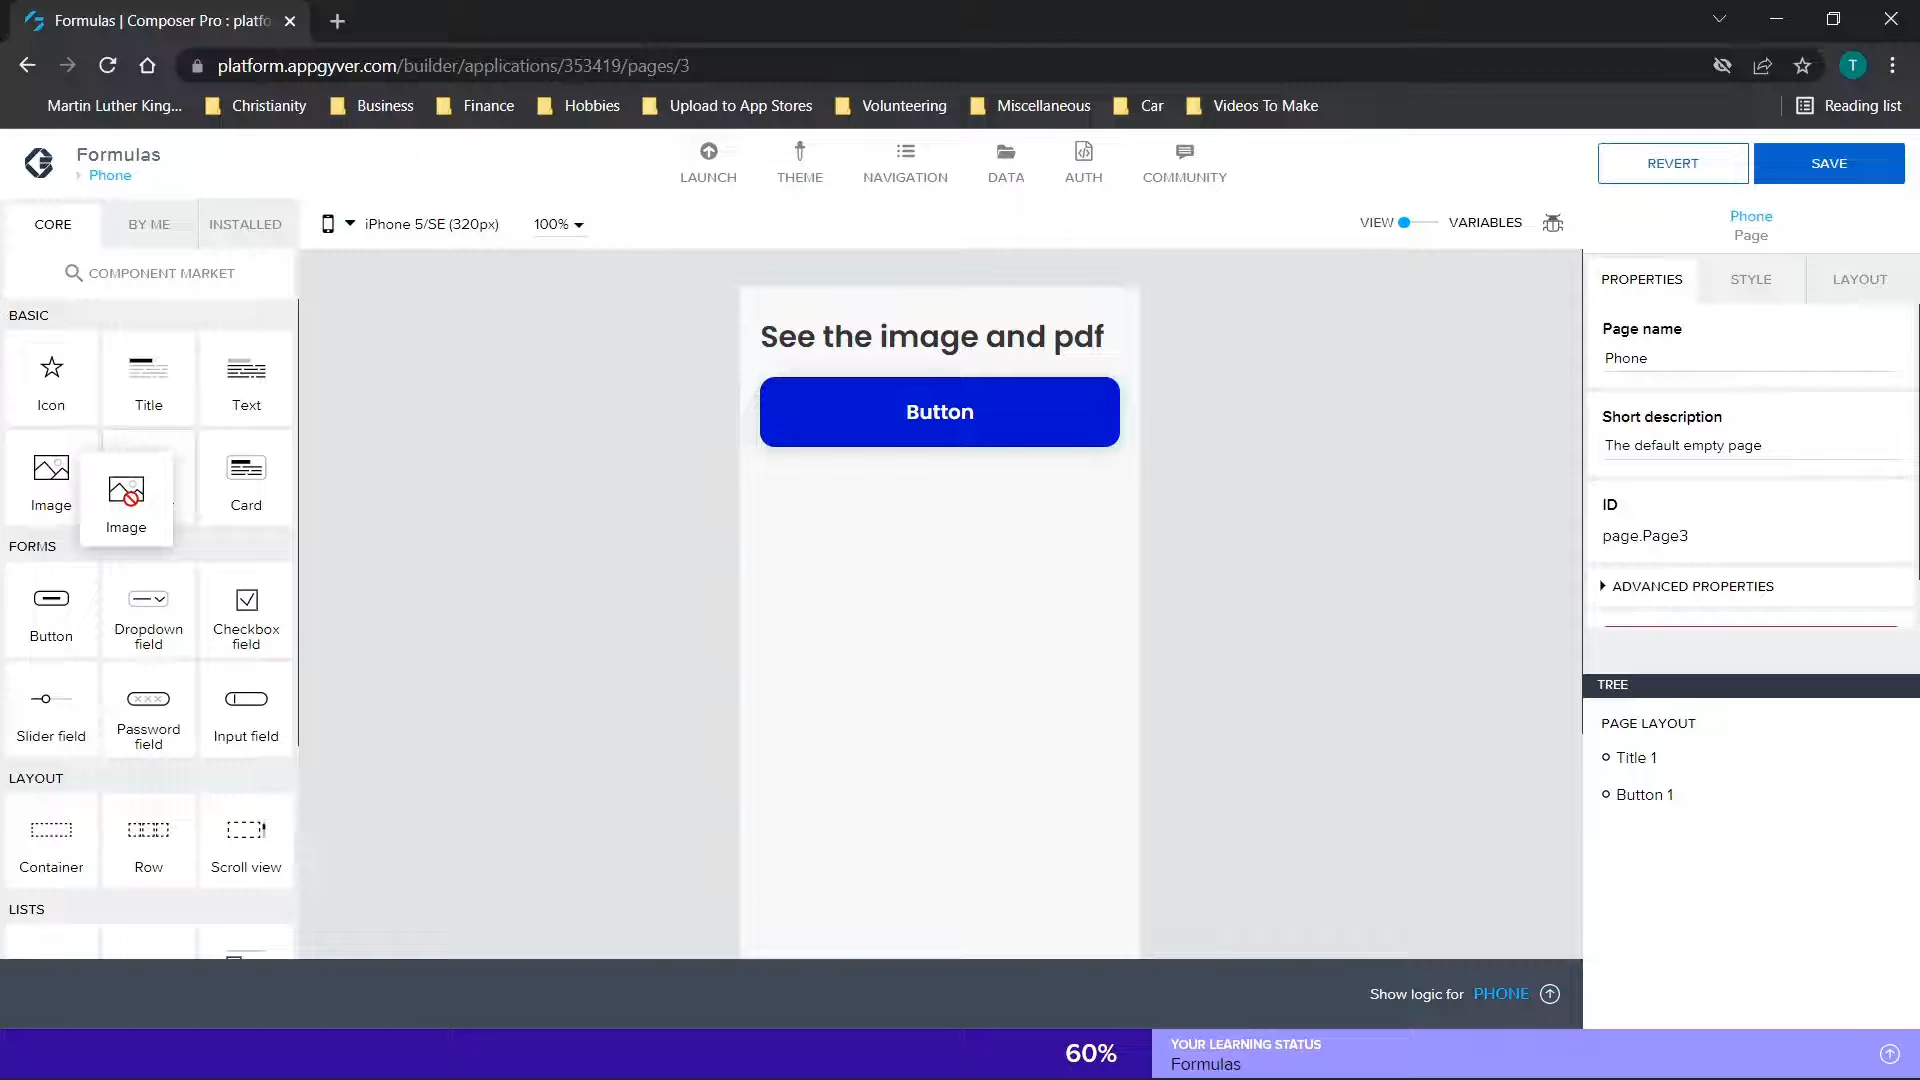 Formulas | Composer Pro : platfo
platform.appgyver.com/builder/applications/353419/pages/3
T
Martin Luther King...
Christianity
Business
Finance
Hobbies
Upload to App Stores
Volunteering
Miscellaneous
Car
Videos To Make
Reading list
Formulas
Phone
LAUNCH
THEME
NAVIGATION
DATA
AUTH
COMMUNITY
REVERT
SAVE
CORE
BY ME
INSTALLED
iPhone 5/SE (320px)
100%
VIEW
VARIABLES
Phone
Page
COMPONENT MARKET
PROPERTIES
STYLE
LAYOUT
BASIC
Icon
Title
Text
Image
Image
Card
FORMS
Button
Dropdown
field
Checkbox
field
Slider field
Password
field
Input field
LAYOUT
Container
Row
Scroll view
LISTS
See the image and pdf
Button
Page name
Phone
Short description
The default empty page
ID
page.Page3
ADVANCED PROPERTIES
TREE
PAGE LAYOUT
Title 1
Button 1
Show logic for PHONE
60%
YOUR LEARNING STATUS
Formulas